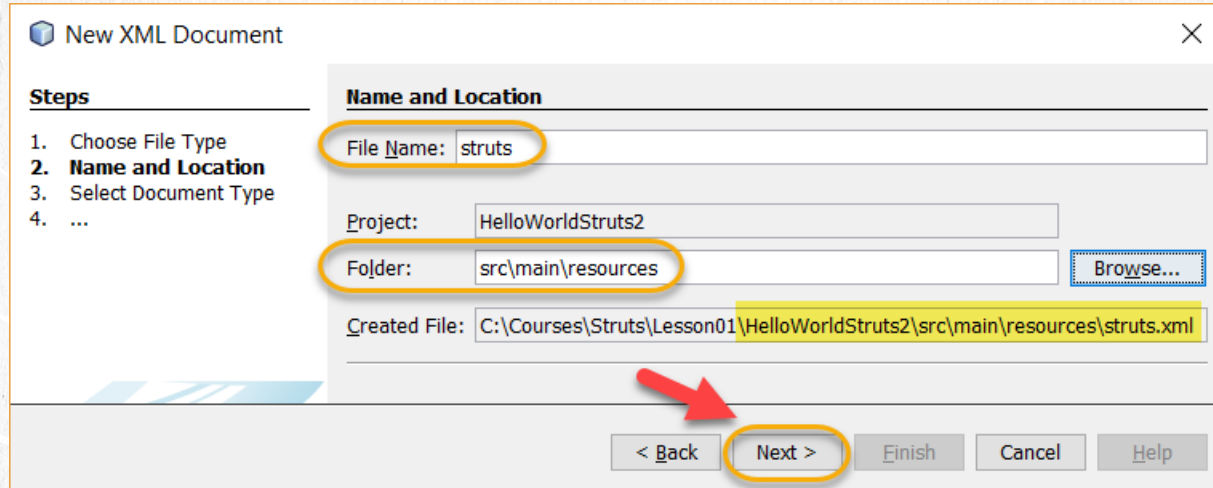 New XML Document
Steps
1. Choose File Type
2. Name and Location
3. Select Document Type
4. ...
Name and Location
File Name: struts
Project: HelloWorldStruts2
Folder: src\main\resources
Browse...
Created File: C:\Courses\Struts\Lesson01\HelloWorldStruts2\src\main\resources\struts.xml
< Back Next > Finish Cancel Help